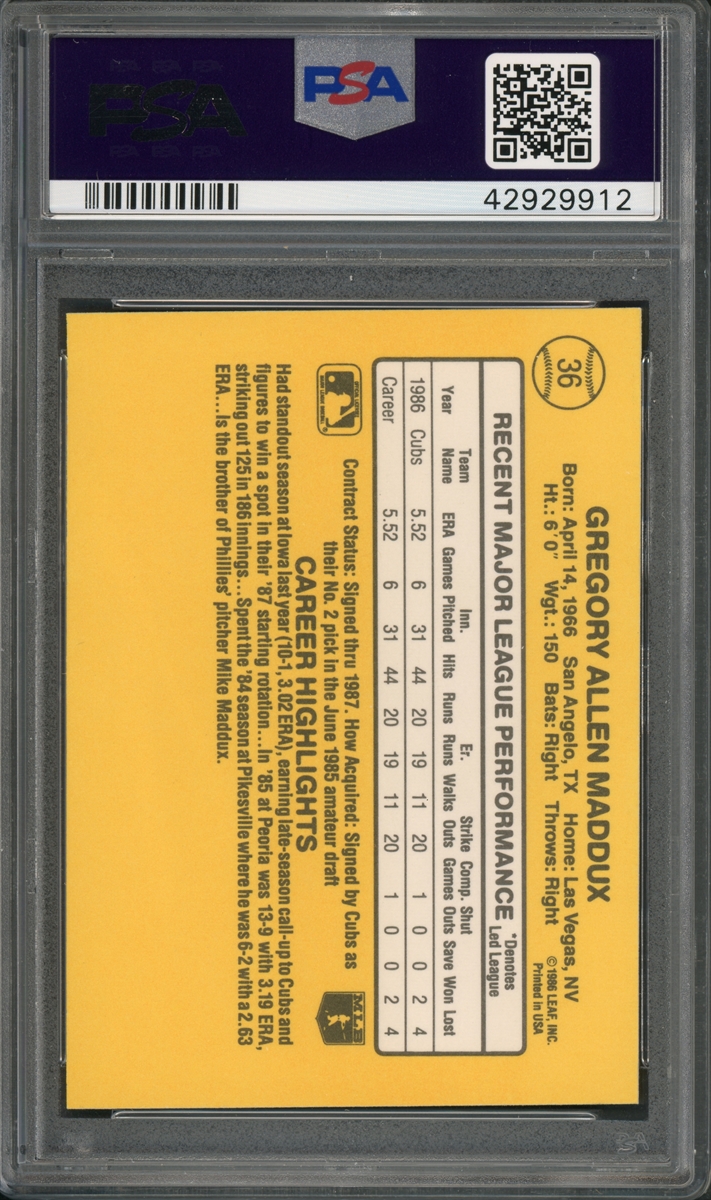 PSA
PSA
42929912
36
GREGORY ALLEN MADDUX
Born: April 14, 1966 San Angelo, TX Home: Las Vegas, NV
Ht.: 6'0" Wgt.: 150 Bats: Right Throws: Right
©1986 LEAF, INC.
Printed in USA
RECENT MAJOR LEAGUE PERFORMANCE
*Denotes
Led League
Team Inn. Er. Strike Comp. Shut
Year Name ERA Games Pitched Hits Runs Runs Walks Outs Games Outs Save Won Lost
1986 Cubs 5.52 6 31 44 20 19 11 20 1 0 0 2 4
Career 5.52 6 31 44 20 19 11 20 1 0 0 2 4
Contract Status: Signed thru 1987. How Acquired: Signed by Cubs as
their No. 2 pick in the June 1985 amateur draft
MLB
CAREER HIGHLIGHTS
Had standout season at Iowa last year (10-1, 3.02 ERA), earning late-season call-up to Cubs and
figures to win a spot in their '87 starting rotation...In '85 at Peoria was 13-9 with 3.19 ERA,
striking out 125 in 186 innings...Spent the '84 season at Pikesville where he was 6-2 with a 2.63
ERA...Is the brother of Phillies' pitcher Mike Maddux.